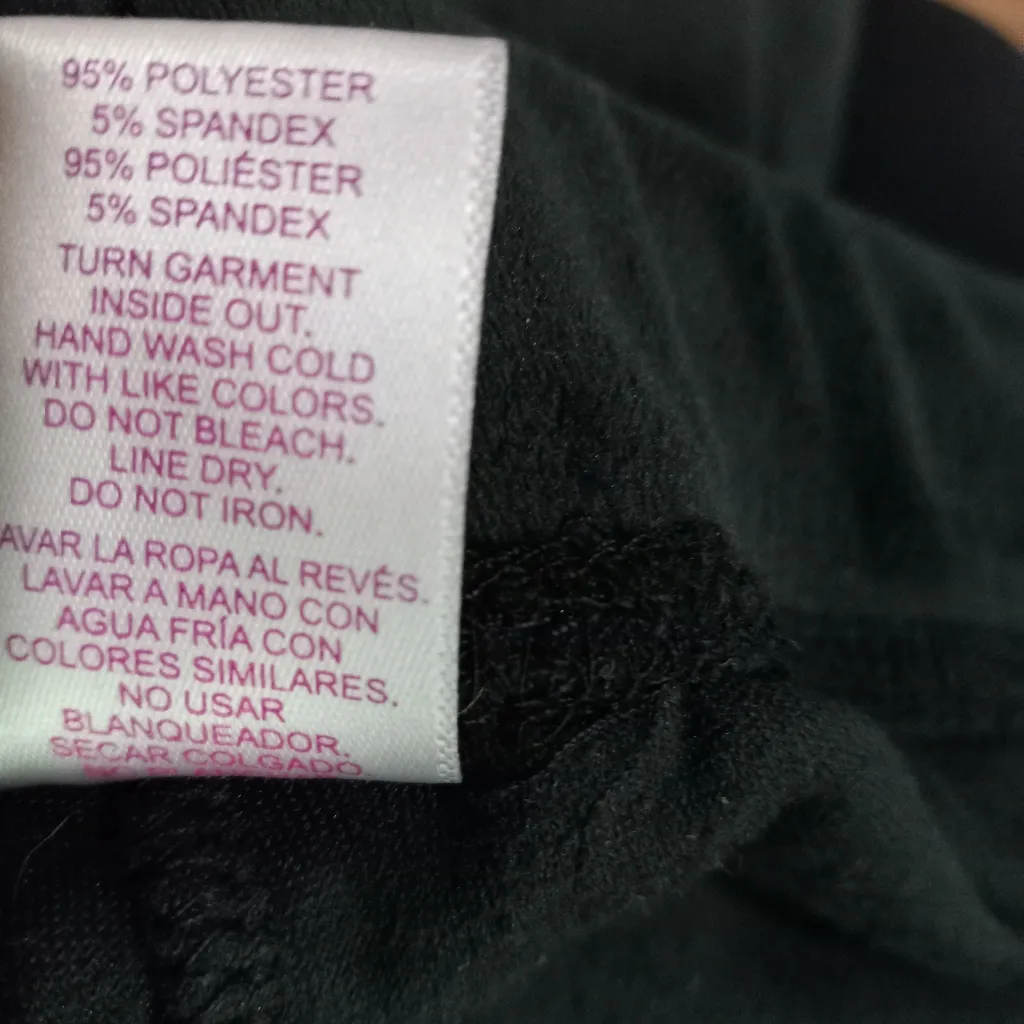 95% POLYESTER
5% SPANDEX
95% POLIÉSTER
5% SPANDEX
TURN GARMENT
INSIDE OUT.
HAND WASH COLD
WITH LIKE COLORS.
DO NOT BLEACH.
LINE DRY.
DO NOT IRON.
AVAR LA ROPA AL REVÉS.
LAVAR A MANO CON
AGUA FRÍA CON
COLORES SIMILARES.
NO USAR
BLANQUEADOR.
SECAR COLGADO